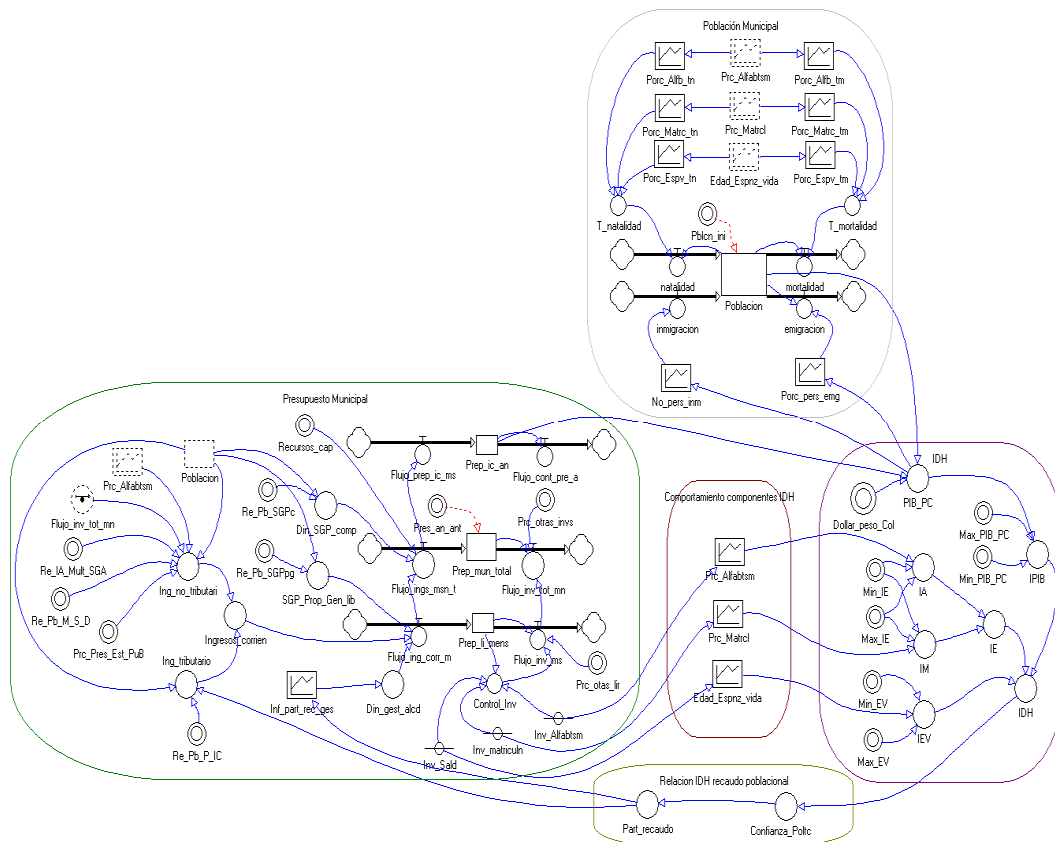 Población Municipal
Porc_Alfb_tn
Prc_Alfabtsm
Porc_Alfb_tm
Porc_Matrc_tn
Prc_Matrcl
Porc_Matrc_tm
Porc_Espv_tn
Edad_Espnz_vida
Porc_Espv_tm
T_natalidad
Pblcn_ini
T_mortalidad
natalidad
mortalidad
Poblacion
inmigracion
emigracion
No_pers_inm
Porc_pers_emg
Presupuesto Municipal
Recursos_cap
Prep_ic_an
Flujo_prep_ic_ms
Flujo_cont_pre_a
Poblacion
Prc_Alfabtsm
Flujo_inv_tot_mn
Re_Pb_SGPc
Din_SGP_comp
Pres_an_ant
Prc_otras_invs
Re_IA_Mult_SGA
Re_Pb_SGPpg
Prep_mun_total
Ing_no_tributari
SGP_Prop_Gen_lib
Flujo_ings_msn_t
Flujo_inv_tot_mn
Re_Pb_M_S_D
Prc_Pres_Est_PuB
Ingresos_corrien
Prep_li_mens
Flujo_ing_corr_m
Flujo_inv_ms
Ing_tributario
Prc_otas_lir
Inf_part_rec_ges
Din_gest_alcd
Control_Inv
Inv_Alfabtsm
Inv_matriculn
Inv_Sald
Re_Pb_P_IC
Comportamiento componentes IDH
Prc_Alfabtsm
Prc_Matrcl
Edad_Espnz_vida
IDH
PIB_PC
Dollar_peso_Col
Max_PIB_PC
Min_PIB_PC
IPIB
Min_IE
IA
Max_IE
IM
IE
Min_EV
IEV
IDH
Max_EV
Relacion IDH recaudo poblacional
Part_recaudo
Confianza_Poltc